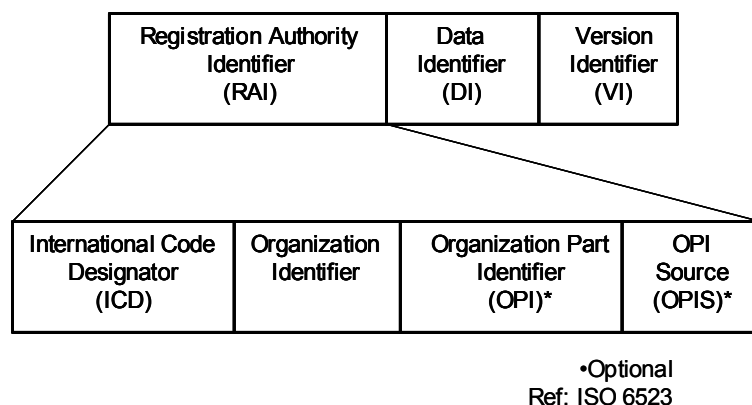 Registration Authority
Identifier
(RAI)
Data
Identifier
(DI)
Version
Identifier
(VI)
International Code
Designator
(ICD)
Organization
Identifier
Organization Part
Identifier
(OPI)*
OPI
Source
(OPIS)*
•Optional
Ref: ISO 6523